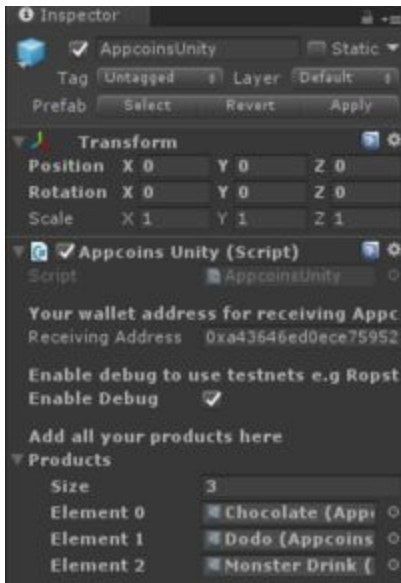 Inspector
AppcoinsUnity Static
Tag Untagged Layer Default
Prefab Select Revert Apply
Transform
Position X 0 Y 0 Z 0
Rotation X 0 Y 0 Z 0
Scale X 1 Y 1 Z 1
Appcoins Unity (Script)
Script AppcoinsUnity
Your wallet address for receiving Appc
Receiving Address 0xa43646ed0ece75952
Enable debug to use testnets e.g Ropst
Enable Debug
Add all your products here
Products
Size 3
Element 0 Chocolate (Appc
Element 1 Dodo (Appcoins
Element 2 Monster Drink (